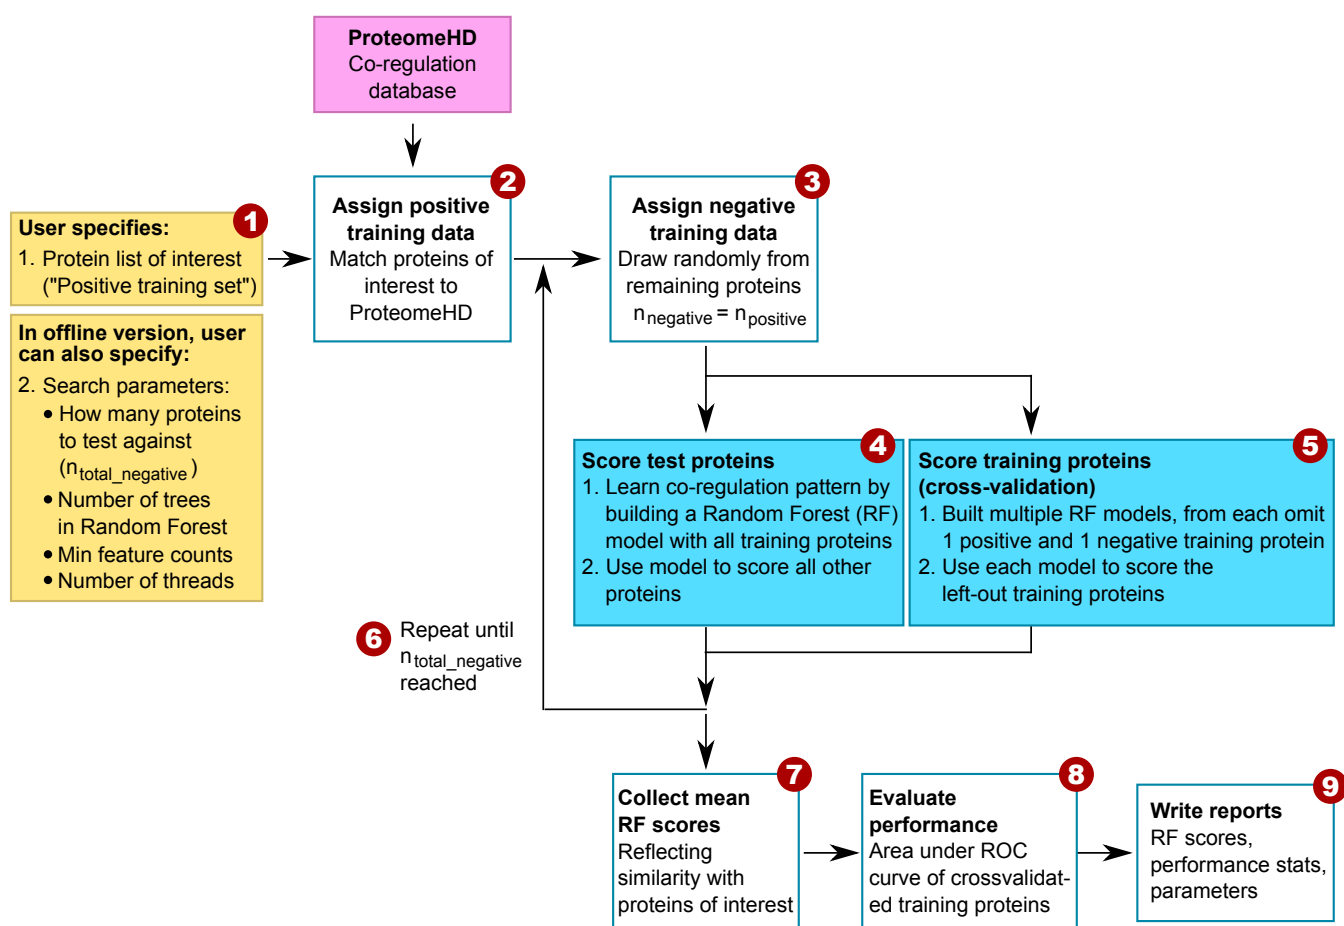 ProteomeHD
Co-regulation
database
1
User specifies:
1. Protein list of interest
("Positive training set")
In offline version, user
can also specify:
2. Search parameters:
• How many proteins
to test against
(n total_negative)
• Number of trees
in Random Forest
• Min feature counts
• Number of threads
2
Assign positive
training data
Match proteins of
interest to
ProteomeHD
3
Assign negative
training data
Draw randomly from
remaining proteins
n negative = n positive
4
Score test proteins
1. Learn co-regulation pattern by
building a Random Forest (RF)
model with all training proteins
2. Use model to score all other
proteins
5
Score training proteins
(cross-validation)
1. Built multiple RF models, from each omit
1 positive and 1 negative training protein
2. Use each model to score the
left-out training proteins
6
Repeat until
n total_negative
reached
7
Collect mean
RF scores
Reflecting
similarity with
proteins of interest
8
Evaluate
performance
Area under ROC
curve of crossvalidat-
ed training proteins
9
Write reports
RF scores,
performance stats,
parameters